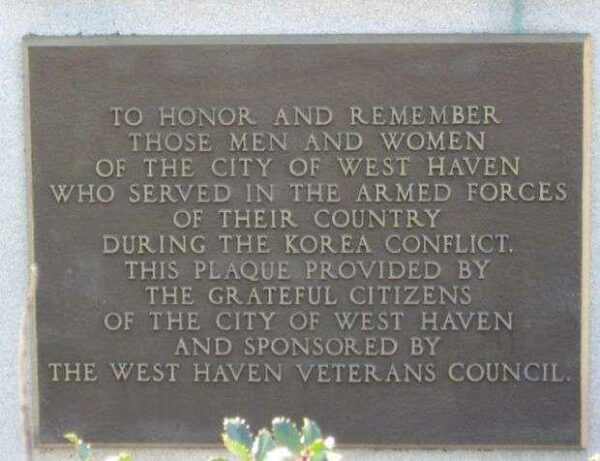 TO HONOR AND REMEMBER
THOSE MEN AND WOMEN
OF THE CITY OF WEST HAVEN
WHO SERVED IN THE ARMED FORCES
OF THEIR COUNTRY
DURING THE KOREA CONFLICT.
THIS PLAQUE PROVIDED BY
THE GRATEFUL CITIZENS
OF THE CITY OF WEST HAVEN
AND SPONSORED BY
THE WEST HAVEN VETERANS COUNCIL.